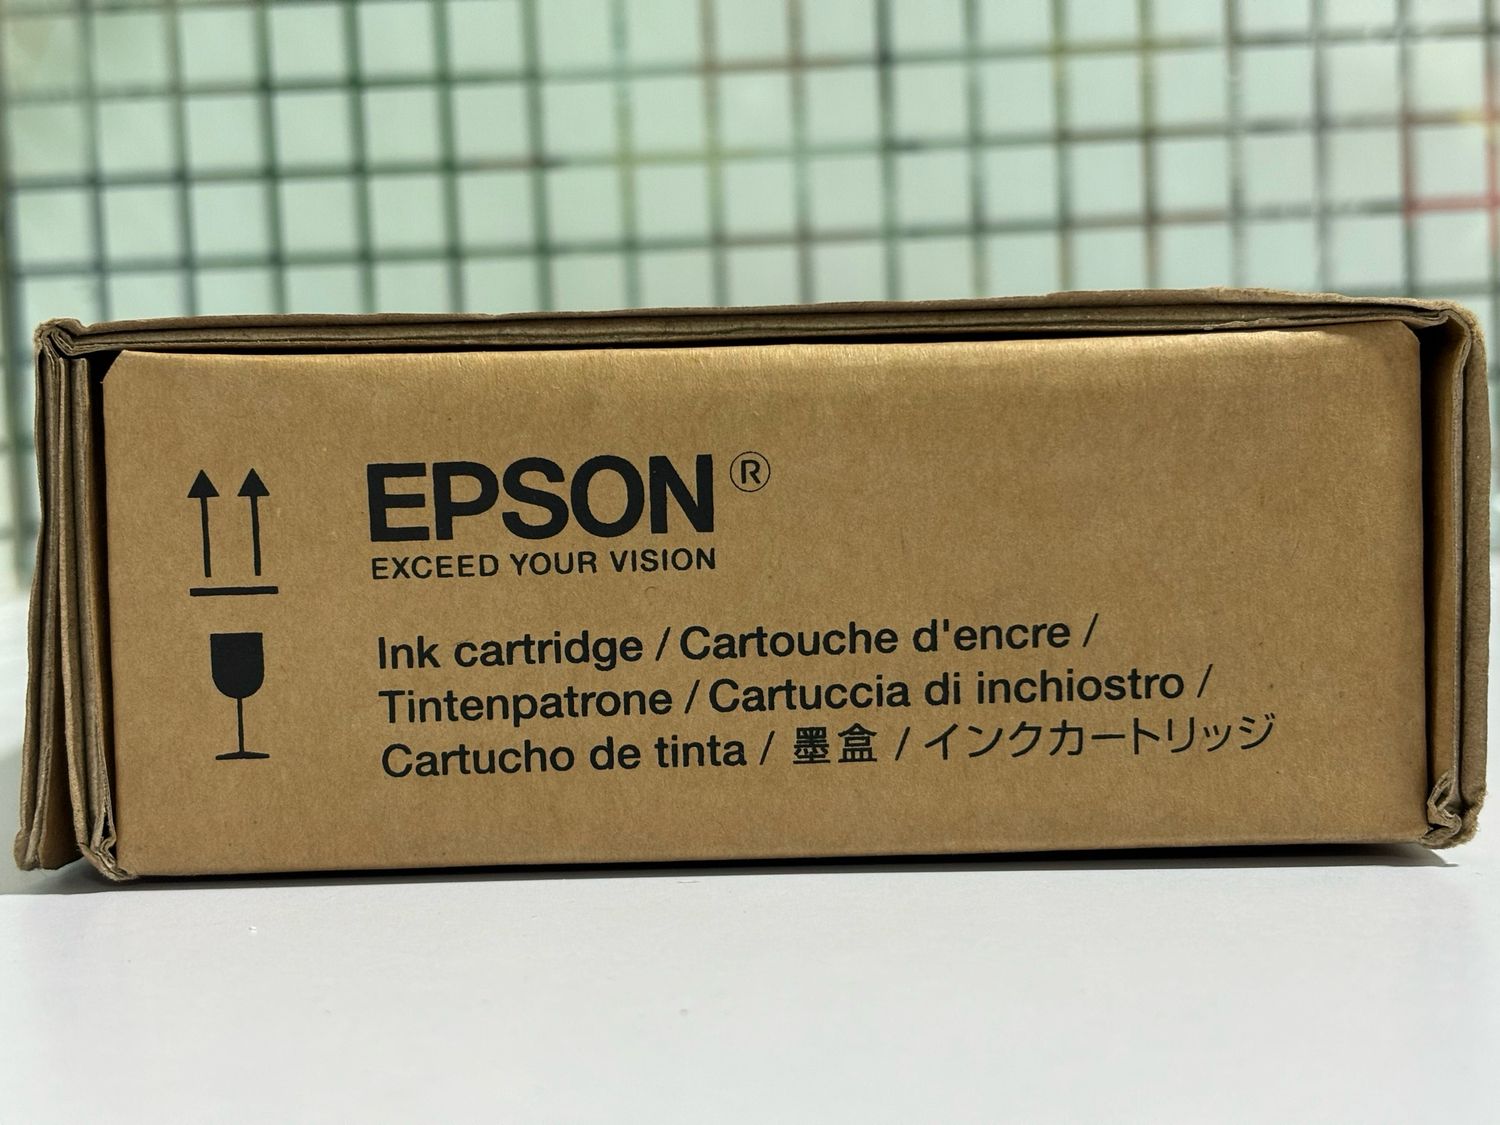 EPSON®
EXCEED YOUR VISION
Ink cartridge / Cartouche d'encre /
Tintenpatrone / Cartuccia di inchiostro /
Cartucho de tinta / 墨盒 / インクカートリッジ